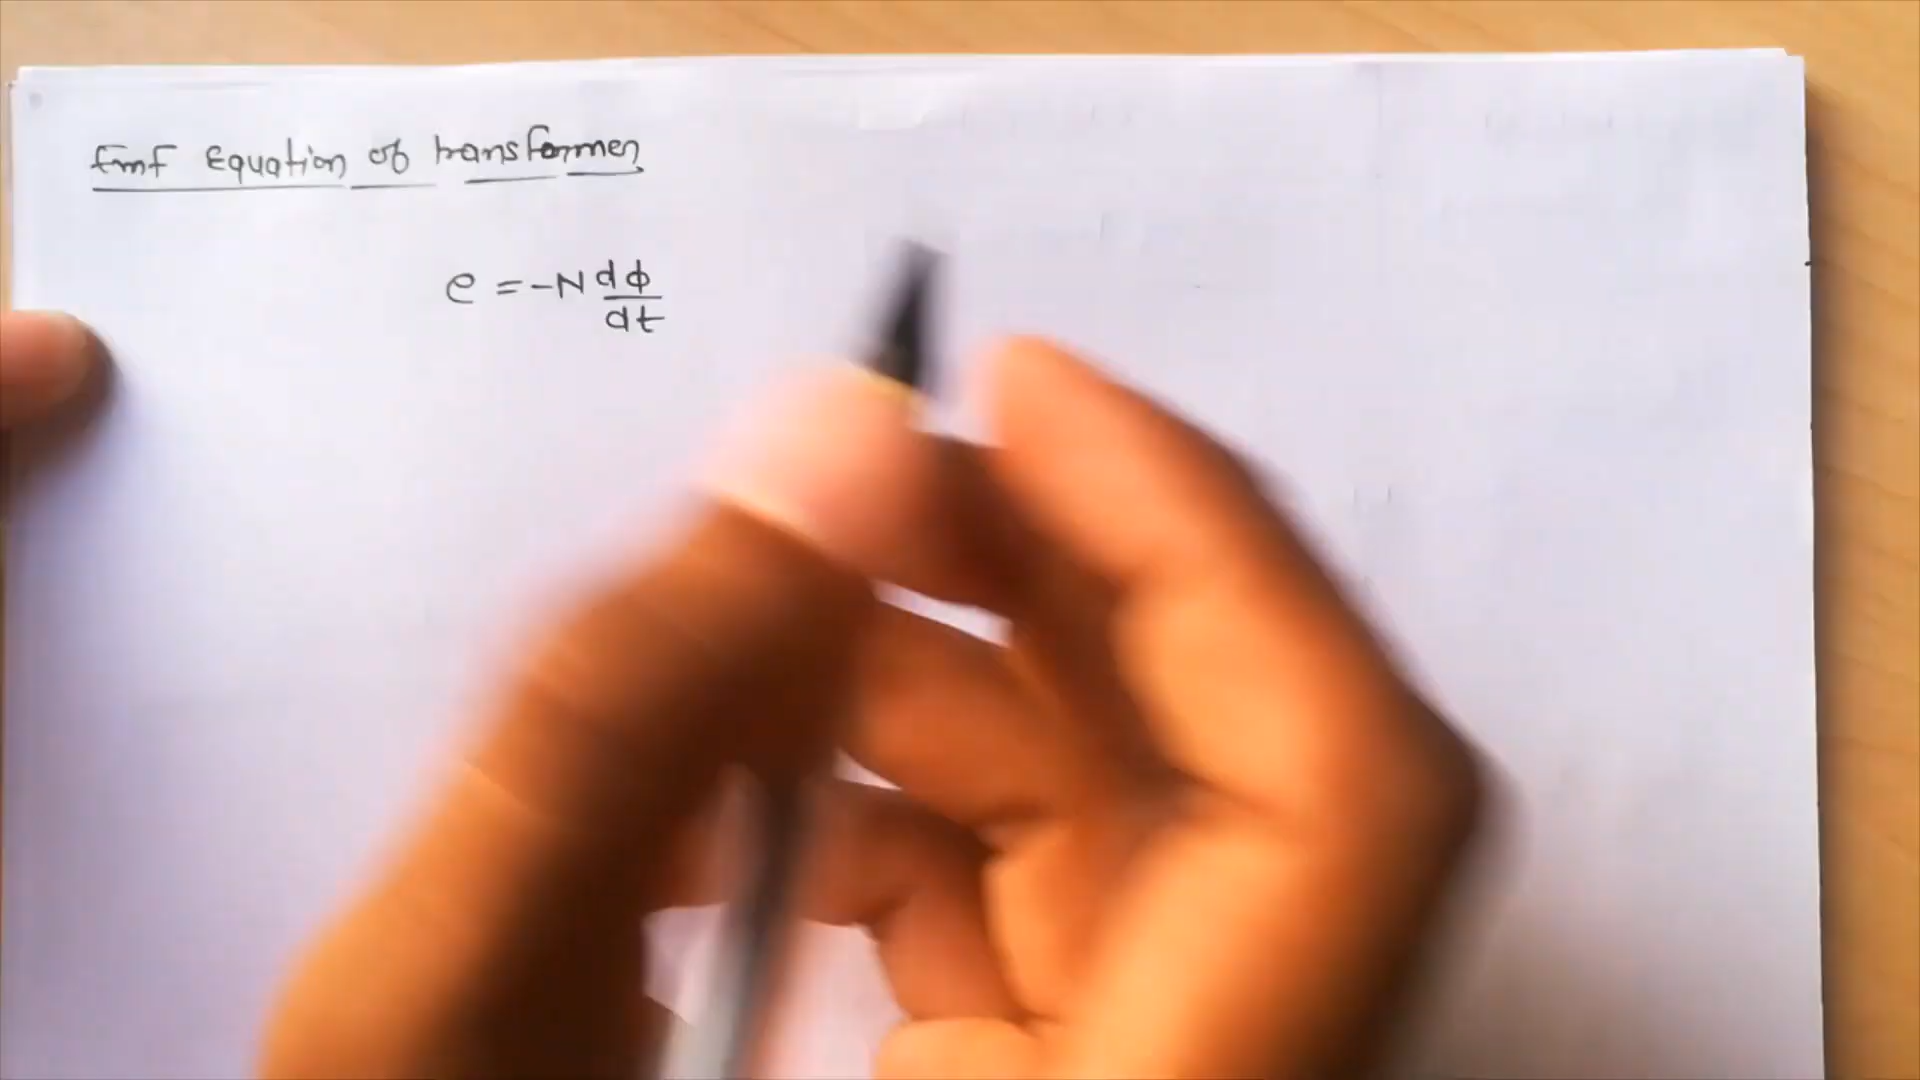 Emf Equation of transformer
e = -N dϕ/dt